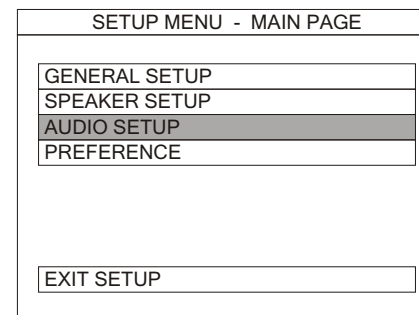 SETUP MENU - MAIN PAGE
GENERAL SETUP
SPEAKER SETUP
AUDIO SETUP
PREFERENCE
EXIT SETUP